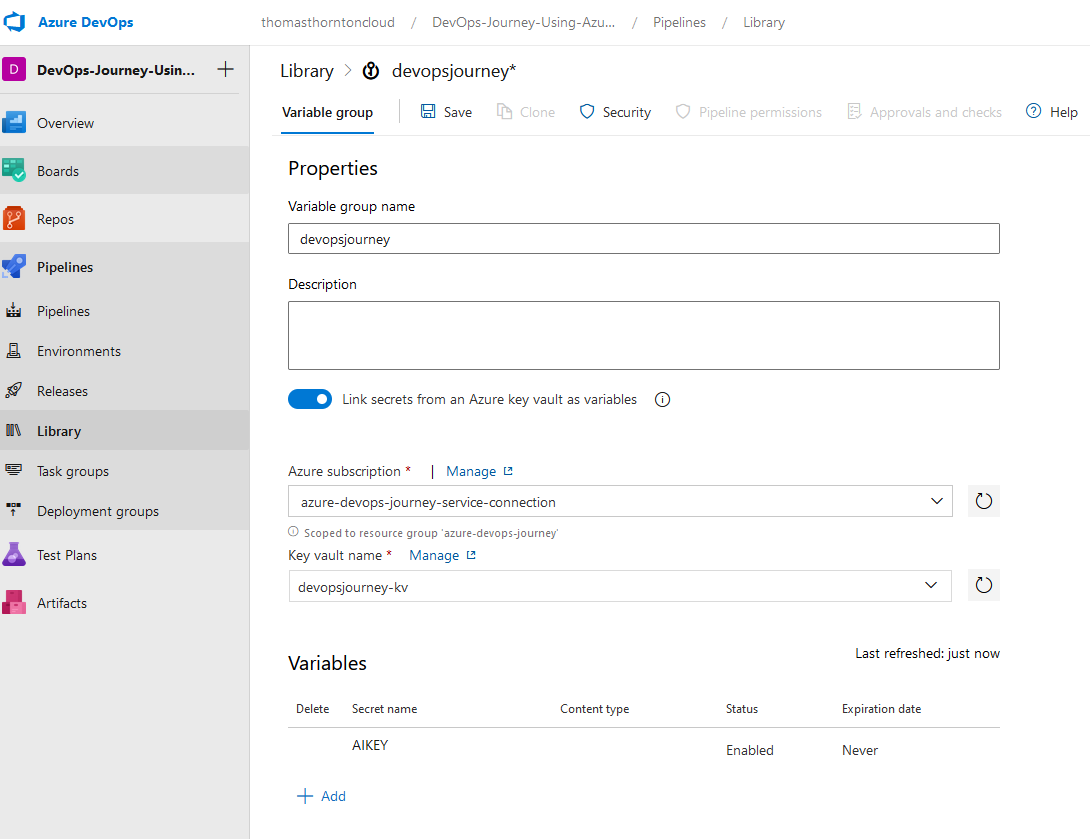 Azure DevOps
thomasthorntoncloud / DevOps-Journey-Using-Azu... / Pipelines / Library
D DevOps-Journey-Usin...
Overview
Boards
Repos
Pipelines
Pipelines
Environments
Releases
Library
Task groups
Deployment groups
Test Plans
Artifacts
Library > devopsjourney*
Variable group | Save Clone Security Pipeline permissions Approvals and checks Help
Properties
Variable group name
devopsjourney
Description
Link secrets from an Azure key vault as variables
Azure subscription * | Manage
azure-devops-journey-service-connection
Scoped to resource group 'azure-devops-journey'
Key vault name * Manage
devopsjourney-kv
Last refreshed: just now
Variables
Delete Secret name Content type Status Expiration date
AIKEY Enabled Never
+ Add